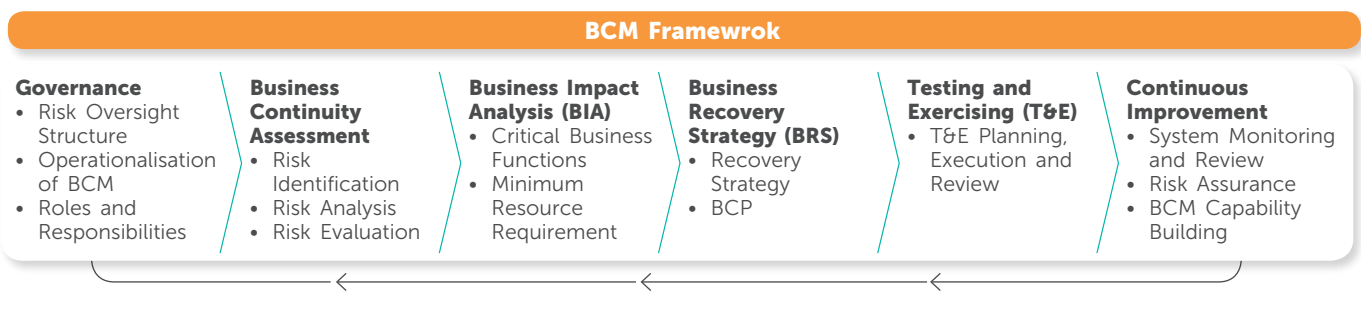 BCM Framewrok
Governance
• Risk Oversight
Structure
• Operationalisation
of BCM
• Roles and
Responsibilities
Business
Continuity
Assessment
• Risk
Identification
• Risk Analysis
• Risk Evaluation
Business Impact
Analysis (BIA)
• Critical Business
Functions
• Minimum
Resource
Requirement
Business
Recovery
Strategy (BRS)
• Recovery
Strategy
• BCP
Testing and
Exercising (T&E)
• T&E Planning,
Execution and
Review
Continuous
Improvement
• System Monitoring
and Review
• Risk Assurance
• BCM Capability
Building